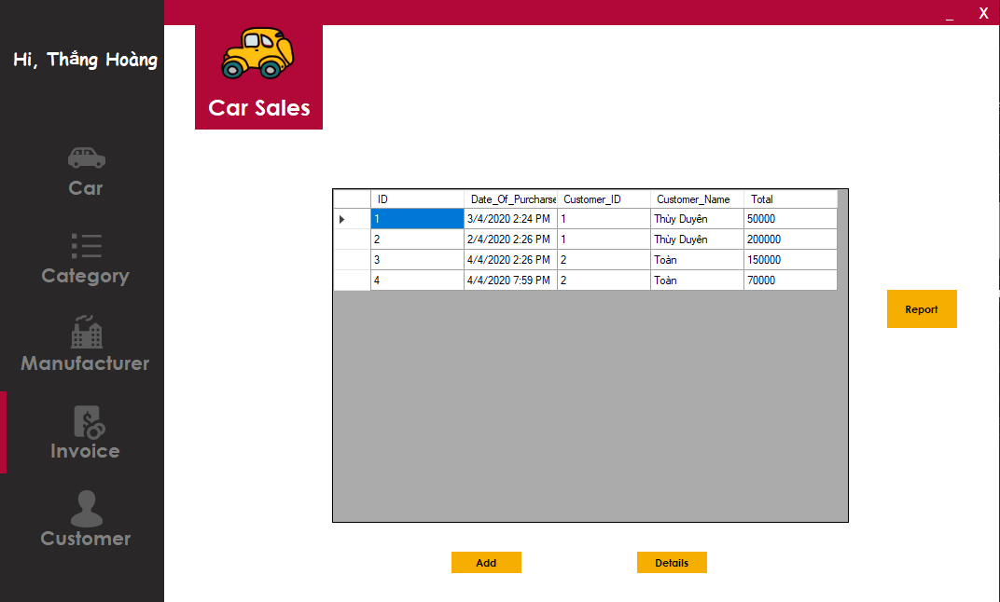 _ X
Hi, Thắng Hoàng
Car Sales
Car
Category
Manufacturer
Invoice
Customer
ID Date_Of_Purcharse Customer_ID Customer_Name Total
1 3/4/2020 2:24 PM 1 Thùy Duyên 50000
2 2/4/2020 2:26 PM 1 Thùy Duyên 200000
3 4/4/2020 2:26 PM 2 Toàn 150000
4 4/4/2020 7:59 PM 2 Toàn 70000
Report
Add Details